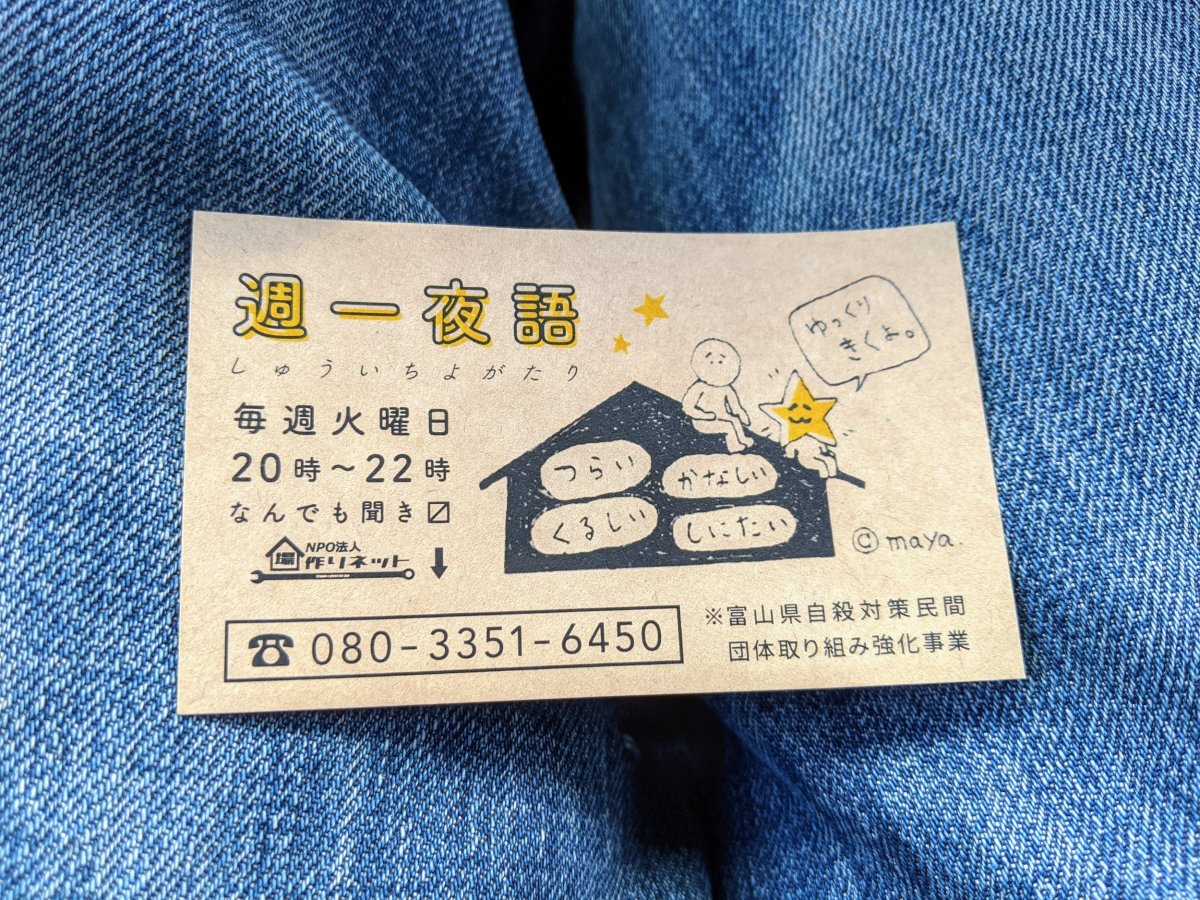 週一夜語
しゅういちよがたり
毎週火曜日
20時～22時
なんでも聞き〼
場
NPO法人
作りネット
☎ 080-3351-6450
ゆっくり
きくよ。
つらい
かなしい
くるしい
しにたい
© maya.
※富山県自殺対策民間
団体取り組み強化事業